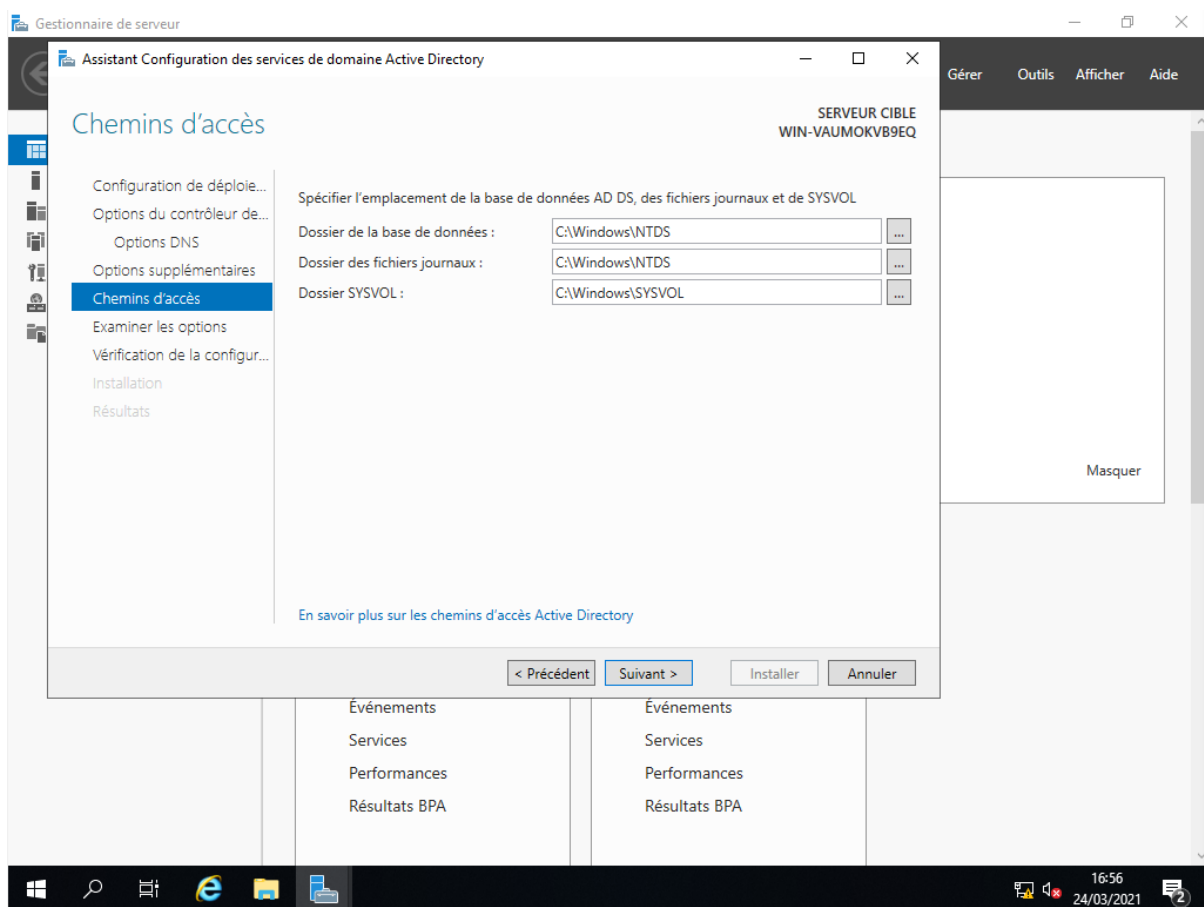 Gestionnaire de serveur
Assistant Configuration des services de domaine Active Directory
Gérer Outils Afficher Aide
Chemins d'accès
SERVEUR CIBLE
WIN-VAUMOKVB9EQ
Configuration de déploie...
Options du contrôleur de...
Options DNS
Options supplémentaires
Chemins d'accès
Examiner les options
Vérification de la configur...
Installation
Résultats
Spécifier l'emplacement de la base de données AD DS, des fichiers journaux et de SYSVOL
Dossier de la base de données : C:\Windows\NTDS ...
Dossier des fichiers journaux : C:\Windows\NTDS ...
Dossier SYSVOL : C:\Windows\SYSVOL ...
Masquer
En savoir plus sur les chemins d'accès Active Directory
< Précédent Suivant > Installer Annuler
Événements Événements
Services Services
Performances Performances
Résultats BPA Résultats BPA
16:56
24/03/2021
2